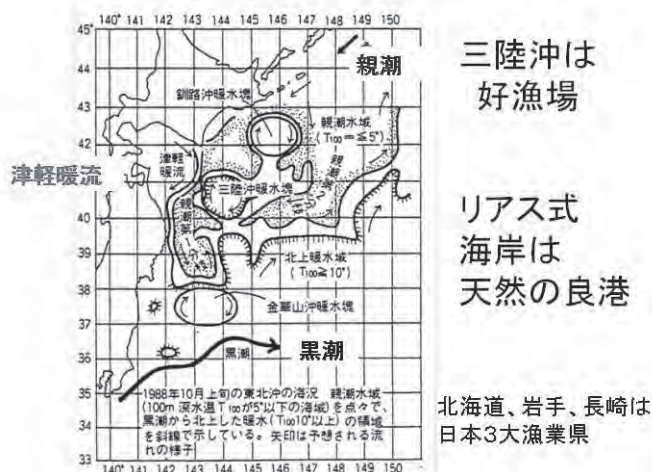 140° 141 142 143 144 145 146 147 148 149 150
45°
44
43
42
41
40
39
38
37
36
35
34
33
親潮
釧路沖暖水塊
親潮水域
(T₁₀₀=≦5°)
津軽
暖流
津軽暖流
三陸沖暖水塊
親潮第一
親潮第
北上暖水域
(T₁₀₀≧10°)
金華山沖暖水塊
黒潮
黒潮
1988年10月上旬の東北沖の海況 親潮水域
(100m深水温T₁₀₀が5°以下の海域)を点々で、
黒潮から北上した暖水(T₁₀₀10°以上)の領域
を斜線で示している。矢印は予想される流
れの様子
140° 141 142 143 144 145 146 147 148 149 150
三陸沖は
好漁場
リアス式
海岸は
天然の良港
北海道、岩手、長崎は
日本3大漁業県